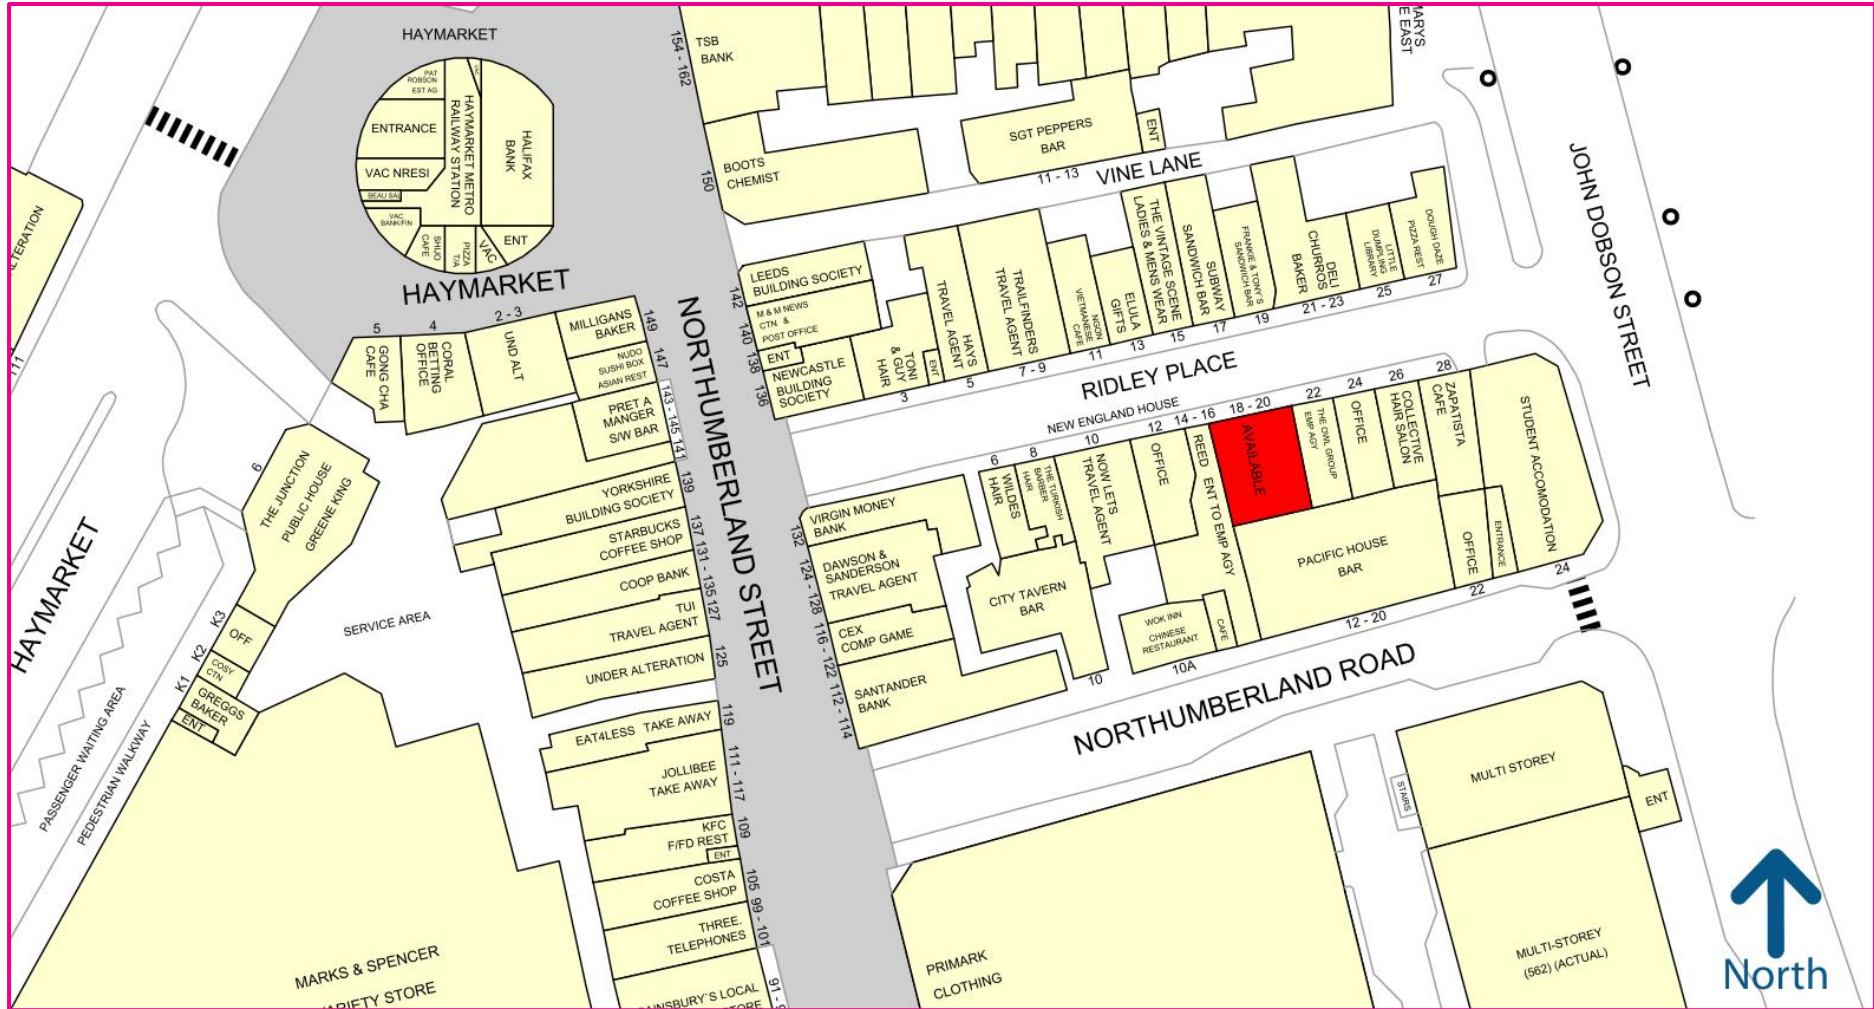 HAYMARKET
PAT
ROBSON
EST AG
ENTRANCE
VAC NRESI
BEAU SAL
VAC
BANK/FIN
SHIJO
CAFE
PIZZA
T/A
VAC
ENT
HAYMARKET METRO
RAILWAY STATION
HALIFAX
BANK
HAYMARKET
154 - 162
TSB
BANK
150
BOOTS
CHEMIST
SGT PEPPERS
BAR
11 - 13
ENT
VINE LANE
MARYS
E EAST
JOHN DOBSON STREET
142
LEEDS
BUILDING SOCIETY
140
M & M NEWS
CTN &
POST OFFICE
138
ENT
136
NEWCASTLE
BUILDING
SOCIETY
TONI
& GUY
HAIR
3
ENT
HAYS
TRAVEL AGENT
5
TRAILFINDERS
TRAVEL AGENT
7 - 9
NGON
VIETMANESE
CAFE
11
ELULA
GIFTS
13
THE VINTAGE SCENE
LADIES & MENS WEAR
15
SUBWAY
SANDWICH BAR
17
FRANKIE & TONY'S
SANDWICH BAR
19
DELI
CHURROS
BAKER
21 - 23
LITTLE
DUMPLING
LIBRARY
25
DOUGH DAZE
PIZZA REST
27
RIDLEY PLACE
NEW ENGLAND HOUSE
6
WILDES
HAIR
8
THE TURKISH
BARBER
HAIR
10
NOW LETS
TRAVEL AGENT
12
OFFICE
14 - 16
REED
ENT TO EMP AGY
18 - 20
AVAILABLE
22
THE OWL GROUP
EMP AGY
24
OFFICE
26
COLLECTIVE
HAIR SALON
28
ZAPATISTA
CAFE
STUDENT ACCOMODATION
24
ENTRANCE
OFFICE
22
PACIFIC HOUSE
BAR
12 - 20
WOK INN
CHINESE
RESTAURANT
10A
CAFE
CITY TAVERN
BAR
10
NORTHUMBERLAND ROAD
132
VIRGIN MONEY
BANK
124 - 128
DAWSON &
SANDERSON
TRAVEL AGENT
116 - 122
CEX
COMP GAME
112 - 114
SANTANDER
BANK
NORTHUMBERLAND STREET
5
GONG CHA
CAFE
4
CORAL
BETTING
OFFICE
2 - 3
UND ALT
MILLIGANS
BAKER
149
NUDO
SUSHI BOX
ASIAN REST
147
PRET A
MANGER
S/W BAR
143 - 145
141
YORKSHIRE
BUILDING SOCIETY
139
STARBUCKS
COFFEE SHOP
137
COOP BANK
131 - 135
TUI
TRAVEL AGENT
127
UNDER ALTERATION
125
EAT4LESS TAKE AWAY
119
JOLLIBEE
TAKE AWAY
111 - 117
KFC
F/FD REST
ENT
109
COSTA
COFFEE SHOP
105
THREE.
TELEPHONES
99 - 101
SERVICE AREA
6
THE JUNCTION
PUBLIC HOUSE
GREENE KING
K3
OFF
K2
COSY
CTN
K1
GREGGS
BAKER
ENT
HAYMARKET
PASSENGER WAITING AREA
PEDESTRIAN WALKWAY
MARKS & SPENCER
PRIMARK
CLOTHING
STAIRS
MULTI STOREY
ENT
MULTI-STOREY
(562) (ACTUAL)
North